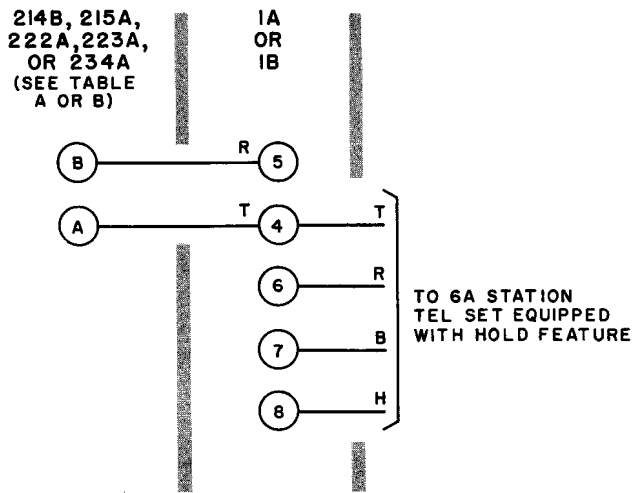 214B, 215A,
222A, 223A,
OR 234A
(SEE TABLE
A OR B)
1A
OR
1B
B R 5
A T 4 T
6 R
7 B
8 H
TO 6A STATION
TEL SET EQUIPPED
WITH HOLD FEATURE